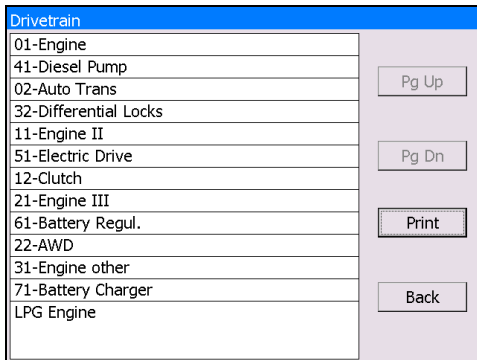 Drivetrain
01-Engine
41-Diesel Pump
02-Auto Trans
32-Differential Locks
11-Engine II
51-Electric Drive
12-Clutch
21-Engine III
61-Battery Regul.
22-AWD
31-Engine other
71-Battery Charger
LPG Engine
Pg Up
Pg Dn
Print
Back